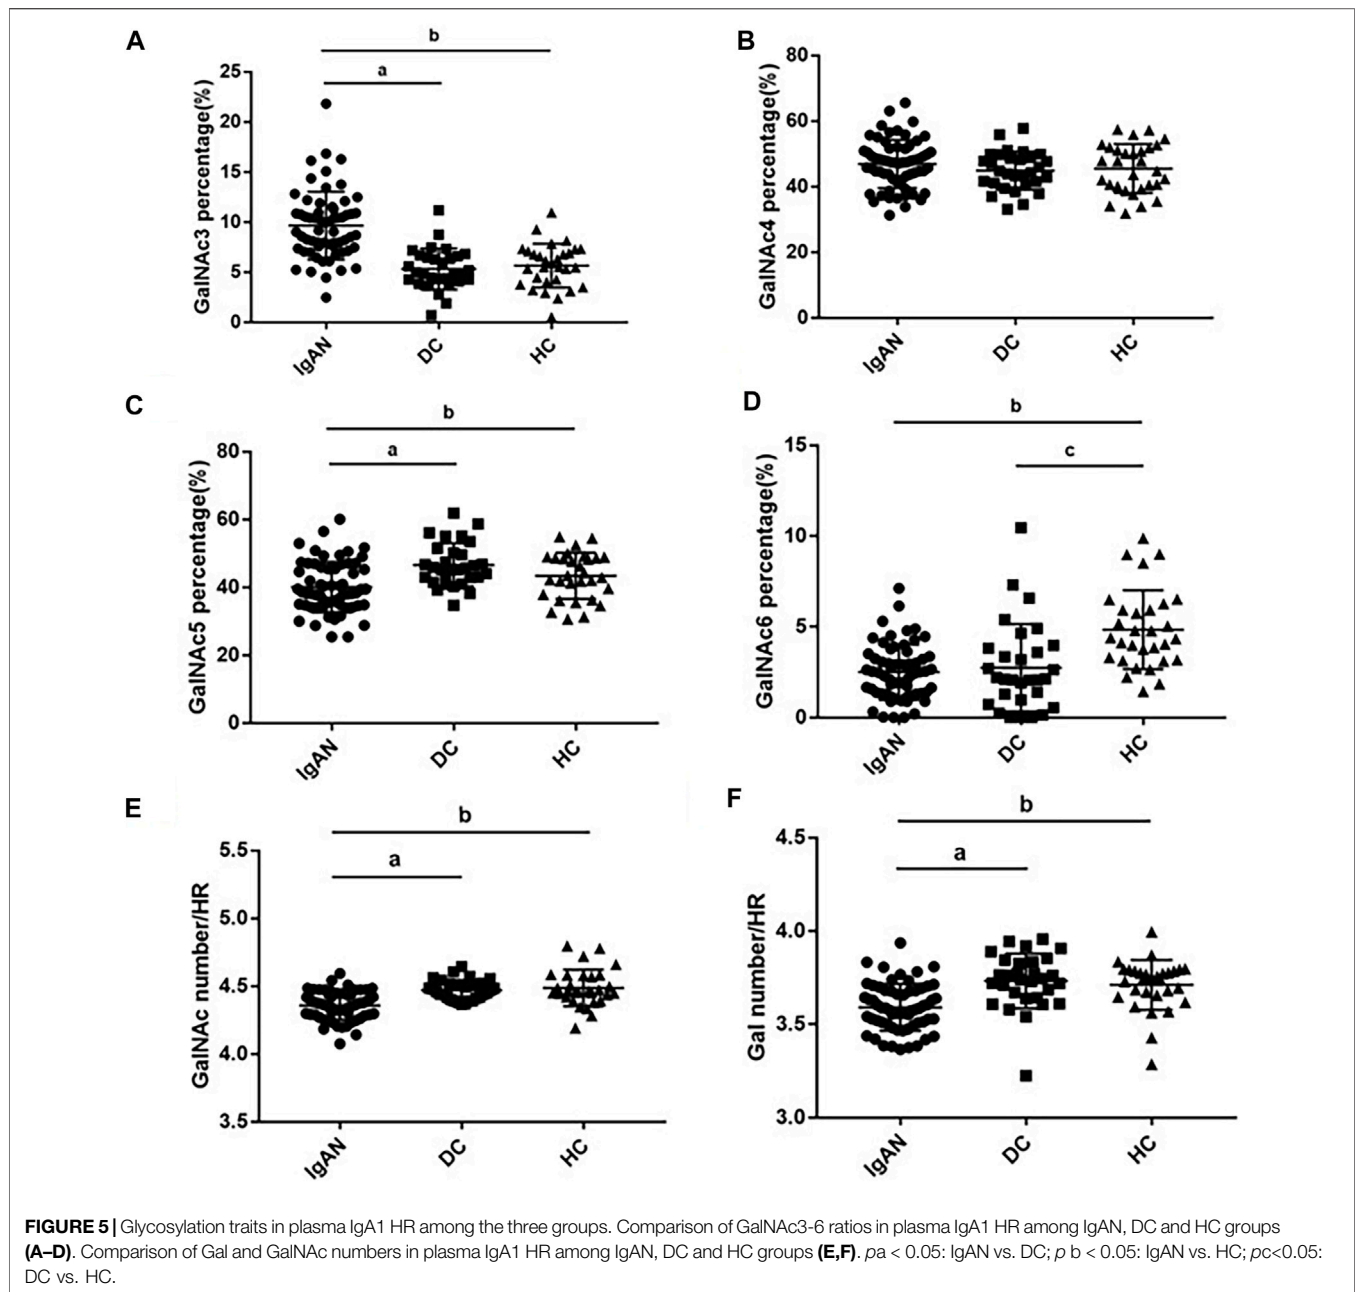 A
b
a
GalNAc3 percentage(%)
25
20
15
10
5
0
IgAN
DC
HC
B
GalNAc4 percentage(%)
80
60
40
20
0
IgAN
DC
HC
C
b
a
GalNAc5 percentage(%)
80
60
40
20
0
IgAN
DC
HC
D
b
c
GalNAc6 percentage(%)
15
10
5
0
IgAN
DC
HC
E
b
a
GalNAc number/HR
5.5
5.0
4.5
4.0
3.5
IgAN
DC
HC
F
b
a
Gal number/HR
4.5
4.0
3.5
3.0
IgAN
DC
HC
FIGURE 5 | Glycosylation traits in plasma IgA1 HR among the three groups. Comparison of GalNAc3-6 ratios in plasma IgA1 HR among IgAN, DC and HC groups
(A–D). Comparison of Gal and GalNAc numbers in plasma IgA1 HR among IgAN, DC and HC groups (E,F). pa < 0.05: IgAN vs. DC; p b < 0.05: IgAN vs. HC; pc<0.05:
DC vs. HC.